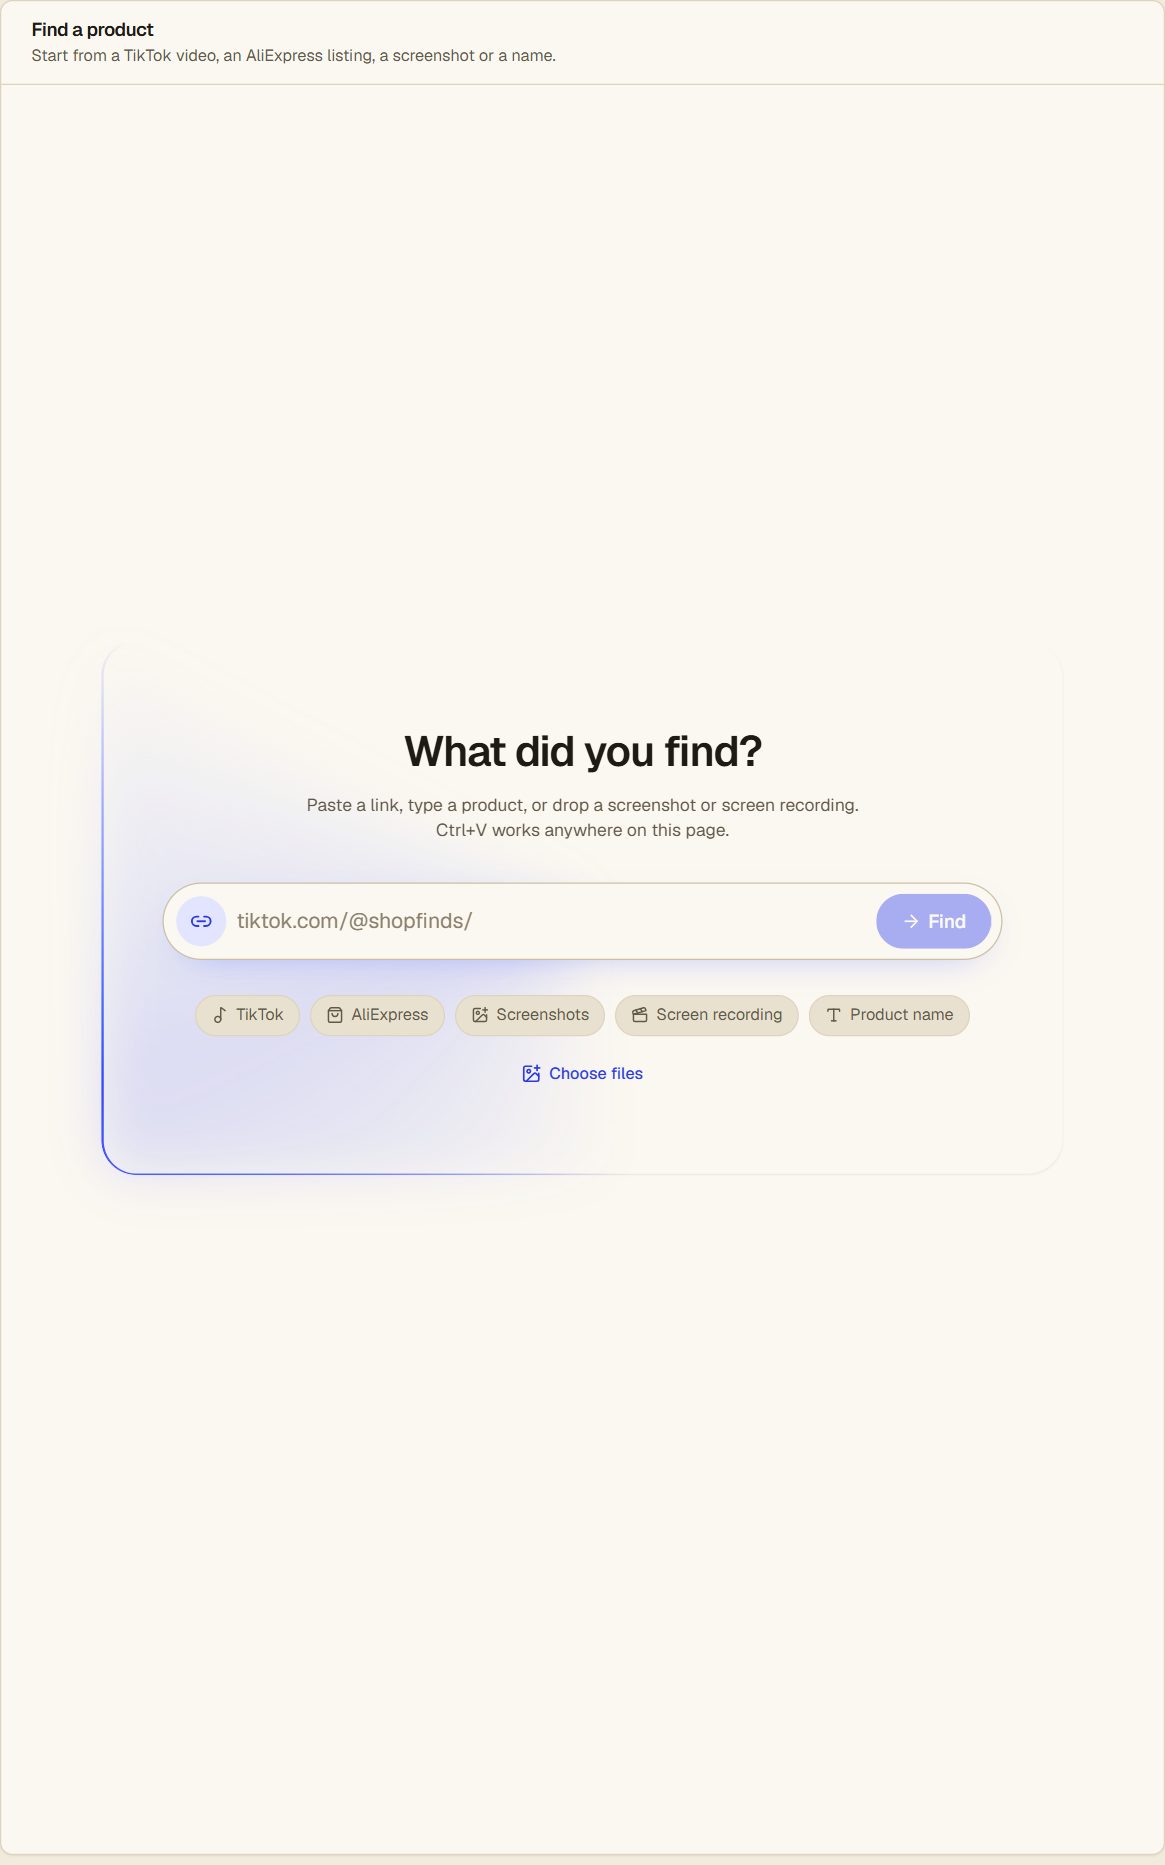 Find a product
Start from a TikTok video, an AliExpress listing, a screenshot or a name.
What did you find?
Paste a link, type a product, or drop a screenshot or screen recording.
Ctrl+V works anywhere on this page.
tiktok.com/@shopfinds/
Find
TikTok
AliExpress
Screenshots
Screen recording
Product name
Choose files